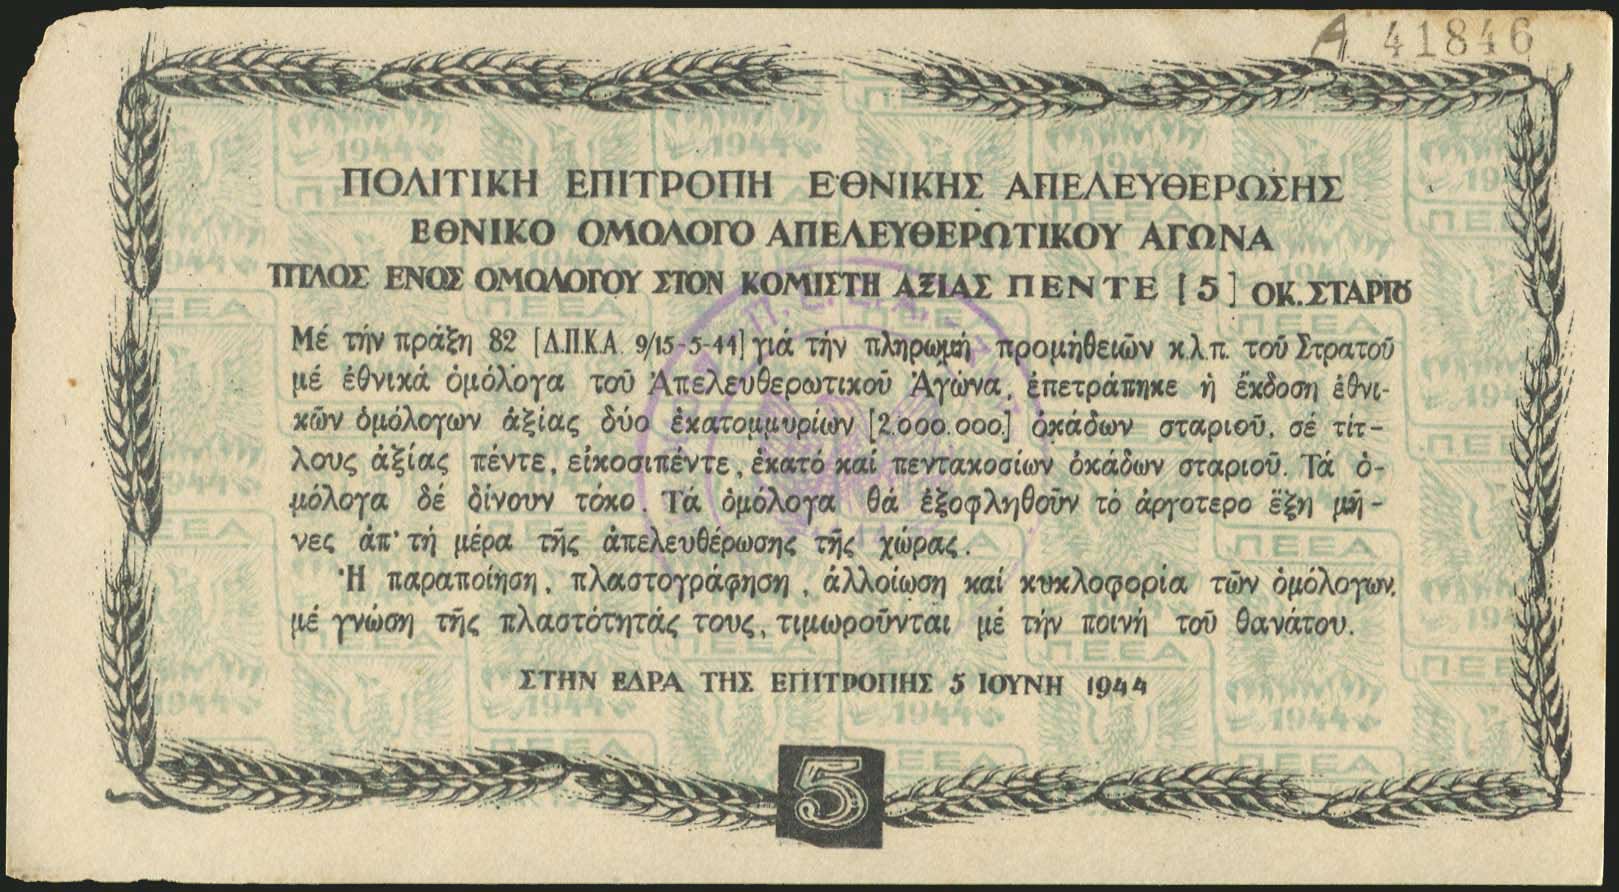 A 41846
ΠΟΛΙΤΙΚΗ ΕΠΙΤΡΟΠΗ ΕΘΝΙΚΗΣ ΑΠΕΛΕΥΘΕΡΩΣΗΣ
ΕΘΝΙΚΟ ΟΜΟΛΟΓΟ ΑΠΕΛΕΥΘΕΡΩΤΙΚΟΥ ΑΓΩΝΑ
ΤΙΤΛΟΣ ΕΝΟΣ ΟΜΟΛΟΓΟΥ ΣΤΟΝ ΚΟΜΙΣΤΗ ΑΞΙΑΣ ΠΕΝΤΕ [5] ΟΚ. ΣΤΑΡΙȢ
Μέ τήν πράξη 82 [Δ.Π.Κ.Α. 9/15-5-44] γιά τήν πληρωμή προμηθειών κ.λ.π. τοῦ Στρατοῦ
μέ ἐθνικά ὁμόλογα τοῦ Ἀπελευθερωτικοῦ Ἀγώνα, ἐπετράπηκε ἡ ἔκδοση ἐθνι-
κῶν ὁμόλογων ἀξίας δύο ἑκατομμυρίων [2.000.000.] ὀκάδων σταριοῦ, σέ τίτ-
λους ἀξίας πέντε, εἰκοσιπέντε, ἑκατό καί πεντακοσίων ὀκάδων σταριοῦ. Τά ὁ-
μόλογα δέ δίνουν τόκο. Τά ὁμόλογα θά ἐξοφληθοῦν τό ἀργοτερο ἕξη μῆ-
νες ἀπ' τή μέρα τῆς ἀπελευθέρωσης τῆς χώρας.
Ἡ παραποίηση, πλαστογράφηση, ἀλλοίωση καί κυκλοφορία τῶν ὁμόλογων,
μέ γνώση τῆς πλαστότητάς τους, τιμωροῦνται μέ τήν ποινή τοῦ θανάτου.
ΣΤΗΝ ΕΔΡΑ ΤΗΣ ΕΠΙΤΡΟΠΗΣ 5 ΙΟΥΝΗ 1944
5